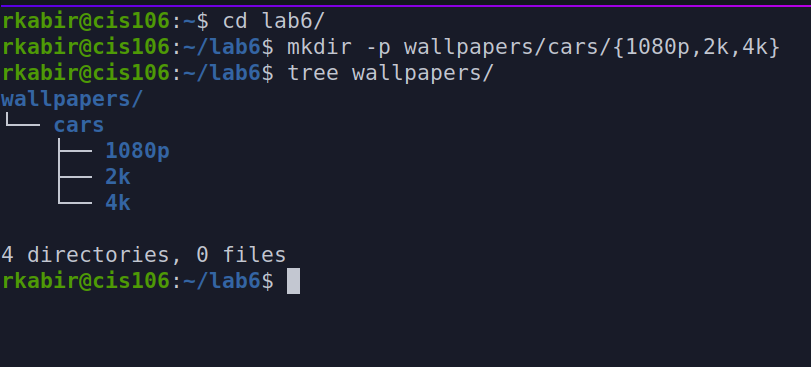 rkabir@cis106:~$ cd lab6/
rkabir@cis106:~/lab6$ mkdir -p wallpapers/cars/{1080p,2k,4k}
rkabir@cis106:~/lab6$ tree wallpapers/
wallpapers/
└── cars
    ├── 1080p
    ├── 2k
    └── 4k

4 directories, 0 files
rkabir@cis106:~/lab6$